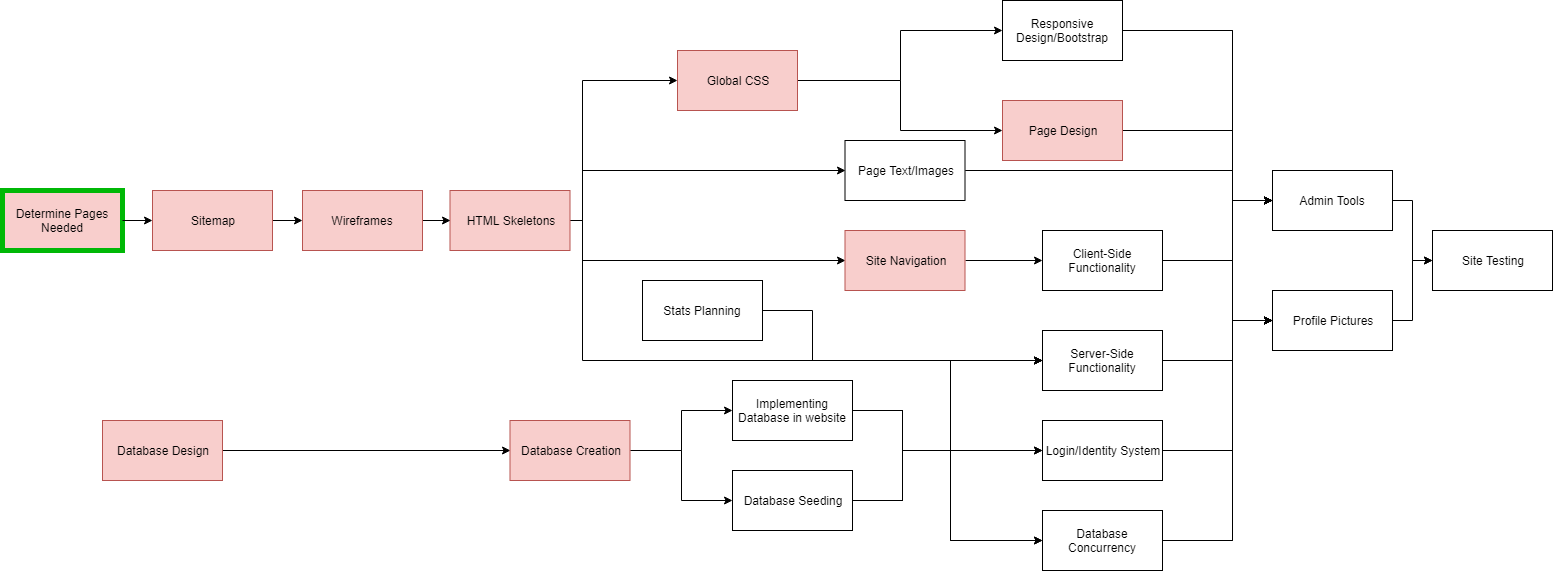 Responsive
Design/Bootstrap
Global CSS
Page Design
Page Text/Images
Determine Pages
Needed
Sitemap
Wireframes
HTML Skeletons
Admin Tools
Site Navigation
Client-Side
Functionality
Site Testing
Stats Planning
Profile Pictures
Server-Side
Functionality
Implementing
Database in website
Database Design
Database Creation
Login/Identity System
Database Seeding
Database
Concurrency